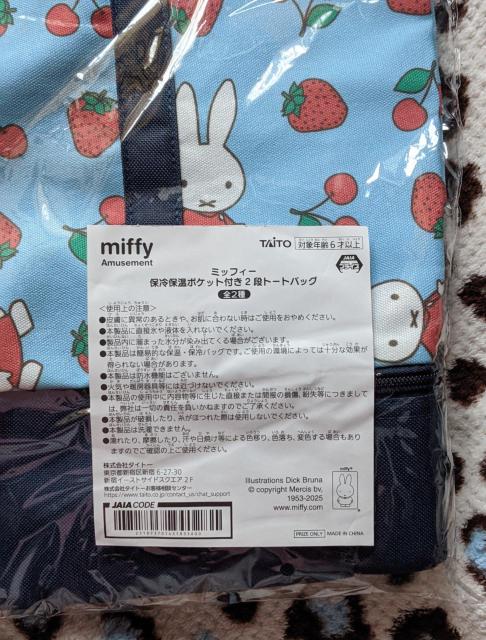 miffy
Amusement
TAITO 対象年齢6才以上
JAIA
プライズ
ミッフィー
保冷保温ポケット付き2段トートバッグ
全2種
<使用上の注意>
●皮膚に異常のあるときや、お肌に合わない時はご使用をおやめください。
●本製品に直接氷や液体を入れないでください。
●製品内に溜まった水分が染み出てくる場合がございます。
●本製品は簡易的な保温・保冷バッグです。ご使用の環境によっては十分な効果が
得られない場合があります。
●本製品は防水機種はございません。
●火気や暖房器具等には近づけないでください。
●本製品の使用中に内容物等に生じた直接または間接の損傷、紛失等につきまして
は、弊社は一切の責任を負いかねますのでご了承ください。
●本製品が破損したり、糸がほつれた際は使用しないでください。
●本製品は洗濯できません。
●濡れたり、摩擦したり、汗や日焼け等による色移り、色落ち、変色する場合もあり
ますのでご確認の上ご使用ください。
株式会社タイトー
東京都新宿区新宿 6-27-30
新宿イーストサイドスクエア2F
株式会社タイトーお客様相談センター
https://www.taito.co.jp/contact_us/chat_support
JAIA CODE
Illustrations Dick Bruna
© copyright Mercis bv,
1953-2025
www.miffy.com
miffy®
PRIZE ONLY MADE IN CHINA